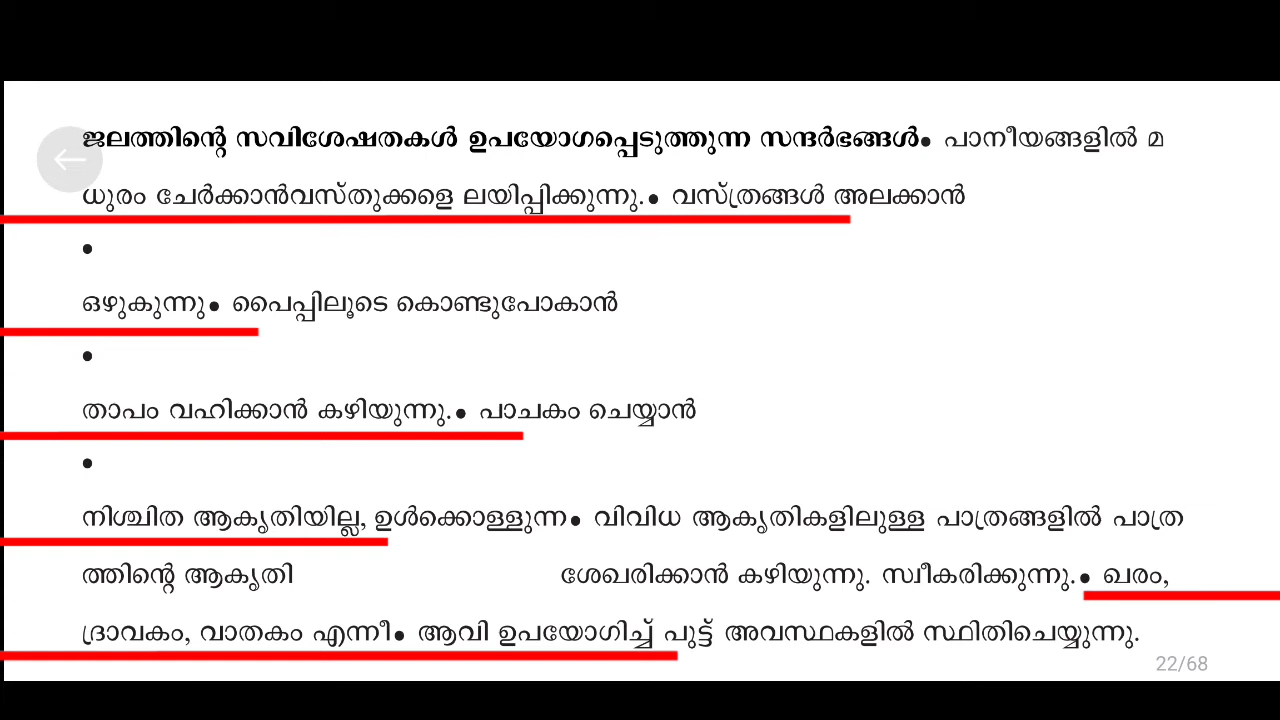 ജലത്തിന്റെ സവിശേഷതകൾ ഉപയോഗപ്പെടുത്തുന്ന സന്ദർഭങ്ങൾ• പാനീയങ്ങളിൽ മ
ധുരം ചേർക്കാൻവസ്തുക്കളെ ലയിപ്പിക്കുന്നു.• വസ്ത്രങ്ങൾ അലക്കാൻ
•
ഒഴുകുന്നു• പൈപ്പിലൂടെ കൊണ്ടുപോകാൻ
•
താപം വഹിക്കാൻ കഴിയുന്നു.• പാചകം ചെയ്യാൻ
•
നിശ്ചിത ആകൃതിയില്ല, ഉൾക്കൊള്ളുന്ന• വിവിധ ആകൃതികളിലുള്ള പാത്രങ്ങളിൽ പാത്ര
ത്തിന്റെ ആകൃതി ശേഖരിക്കാൻ കഴിയുന്നു. സ്വീകരിക്കുന്നു.• ഖരം,
ദ്രാവകം, വാതകം എന്നീ• ആവി ഉപയോഗിച്ച് പുട്ട് അവസ്ഥകളിൽ സ്ഥിതിചെയ്യുന്നു.
22/68